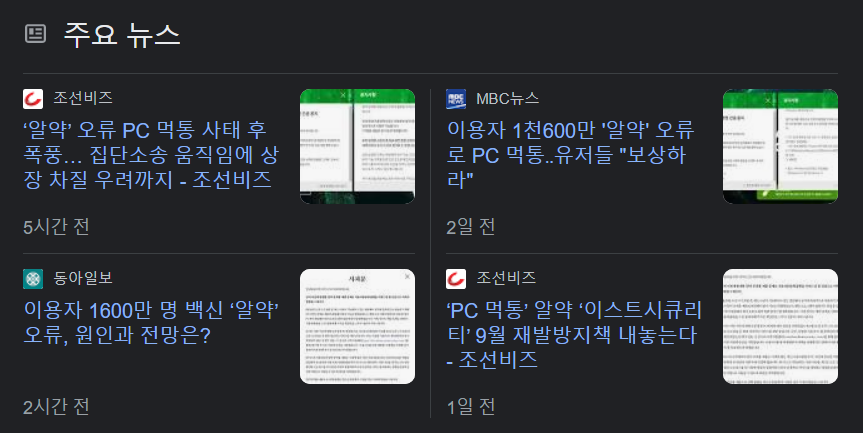 주요 뉴스
조선비즈
‘알약’ 오류 PC 먹통 사태 후
폭풍… 집단소송 움직임에 상
장 차질 우려까지 - 조선비즈
5시간 전
MBC NEWS
MBC뉴스
이용자 1천600만 '알약' 오류
로 PC 먹통..유저들 "보상하
라"
2일 전
동아일보
이용자 1600만 명 백신 ‘알약’
오류, 원인과 전망은?
사과문
2시간 전
조선비즈
‘PC 먹통’ 알약 ‘이스트시큐리
티’ 9월 재발방지책 내놓는다
- 조선비즈
1일 전